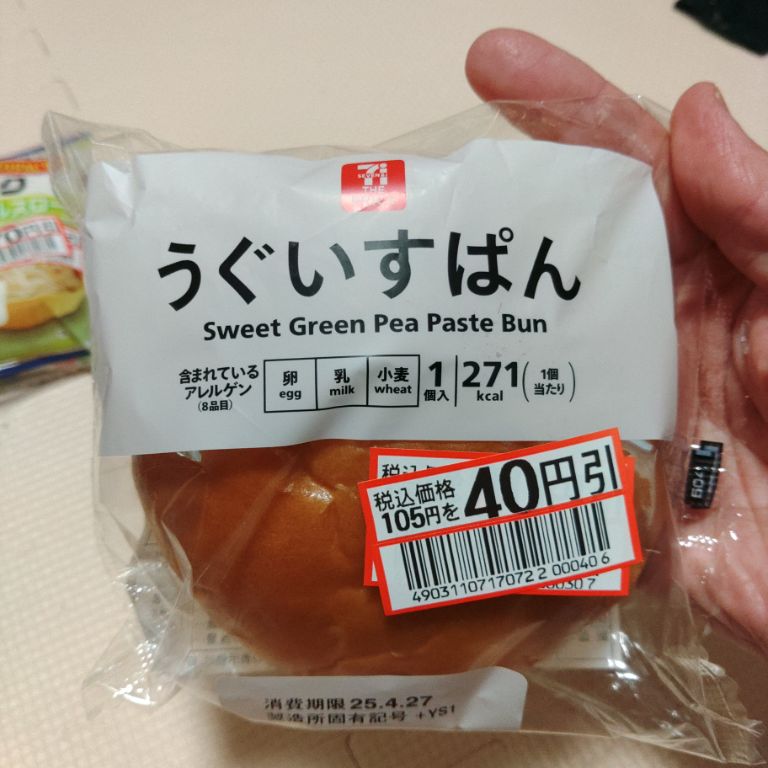 SEVEN
THE
うぐいすぱん
Sweet Green Pea Paste Bun
含まれている
アレルゲン
(8品目)
卵
egg
乳
milk
小麦
wheat
1
個入
271
kcal
(1個
当たり)
税込価格
105円を
40円引
4903110717072 2 00040 6
消費期限 25.4.27
製造所固有記号 +YS1